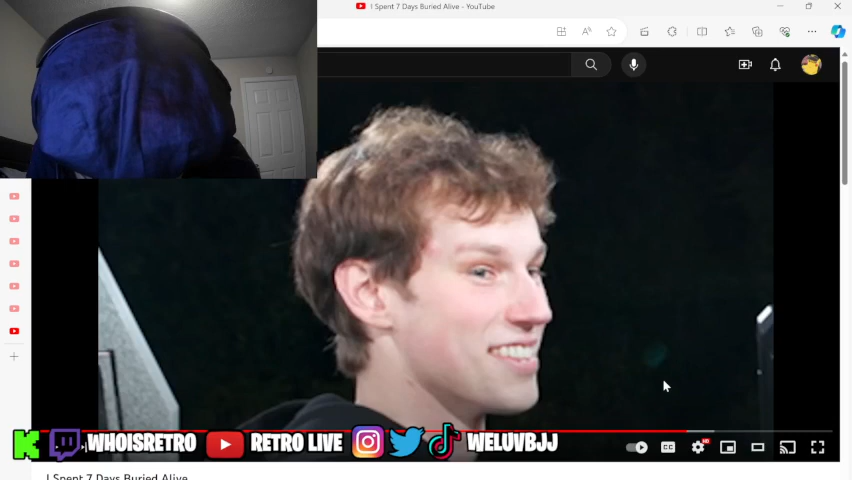 I Spent 7 Days Buried Alive - YouTube
WHOISRETRO RETRO LIVE WELUVBJJ
I Spent 7 Days Buried Alive